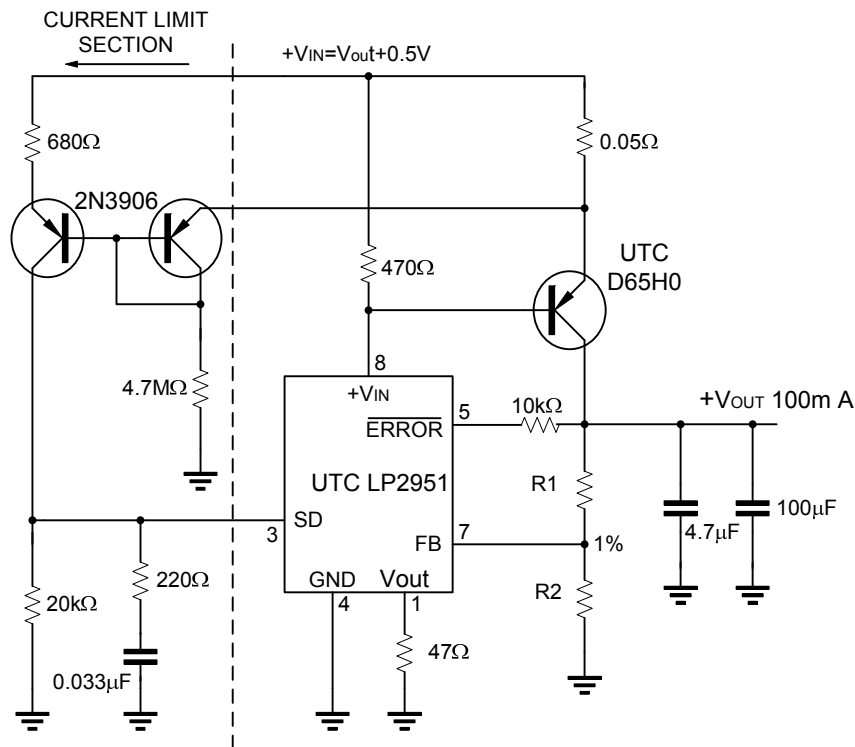 CURRENT LIMIT
SECTION
+VIN=Vout+0.5V
680Ω
0.05Ω
2N3906
UTC
D65H0
470Ω
8
4.7MΩ
+VIN
5
10kΩ
+VOUT 100m A
ERROR
UTC LP2951
R1
SD
3
7
FB
1%
4.7μF
100μF
220Ω
GND
Vout
R2
20kΩ
4
1
47Ω
0.033μF